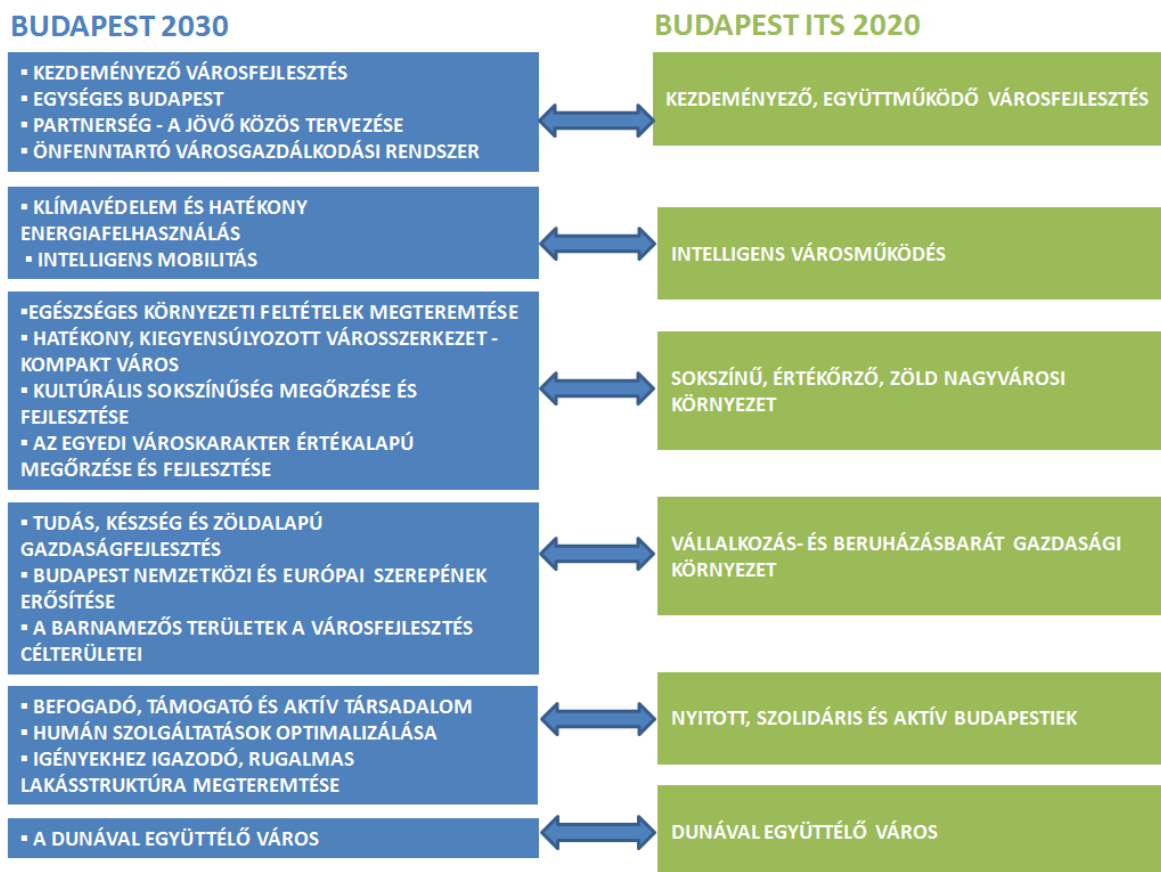 BUDAPEST 2030
▪ KEZDEMÉNYEZŐ VÁROSFEJLESZTÉS
▪ EGYSÉGES BUDAPEST
▪ PARTNERSÉG - A JÖVŐ KÖZÖS TERVEZÉSE
▪ ÖNFENNTARTÓ VÁROSGAZDÁLKODÁSI RENDSZER
▪ KLÍMAVÉDELEM ÉS HATÉKONY
ENERGIAFELHASZNÁLÁS
▪ INTELLIGENS MOBILITÁS
▪EGÉSZSÉGES KÖRNYEZETI FELTÉTELEK MEGTEREMTÉSE
▪ HATÉKONY, KIEGYENSÚLYOZOTT VÁROSSZERKEZET -
KOMPAKT VÁROS
▪ KULTÚRÁLIS SOKSZÍNŰSÉG MEGŐRZÉSE ÉS
FEJLESZTÉSE
▪ AZ EGYEDI VÁROSKARAKTER ÉRTÉKALAPÚ
MEGŐRZÉSE ÉS FEJLESZTÉSE
▪ TUDÁS, KÉSZSÉG ÉS ZÖLDALAPÚ
GAZDASÁGFEJLESZTÉS
▪ BUDAPEST NEMZETKÖZI ÉS EURÓPAI SZEREPÉNEK
ERŐSÍTÉSE
▪ A BARNAMEZŐS TERÜLETEK A VÁROSFEJLESZTÉS
CÉLTERÜLETEI
▪ BEFOGADÓ, TÁMOGATÓ ÉS AKTÍV TÁRSADALOM
▪ HUMÁN SZOLGÁLTATÁSOK OPTIMALIZÁLÁSA
▪ IGÉNYEKHEZ IGAZODÓ, RUGALMAS
LAKÁSSTRUKTÚRA MEGTEREMTÉSE
▪ A DUNÁVAL EGYÜTTÉLŐ VÁROS
BUDAPEST ITS 2020
KEZDEMÉNYEZŐ, EGYÜTTMŰKÖDŐ VÁROSFEJLESZTÉS
INTELLIGENS VÁROSMŰKÖDÉS
SOKSZÍNŰ, ÉRTÉKŐRZŐ, ZÖLD NAGYVÁROSI
KÖRNYEZET
VÁLLALKOZÁS- ÉS BERUHÁZÁSBARÁT GAZDASÁGI
KÖRNYEZET
NYITOTT, SZOLIDÁRIS ÉS AKTÍV BUDAPESTIEK
DUNÁVAL EGYÜTTÉLŐ VÁROS